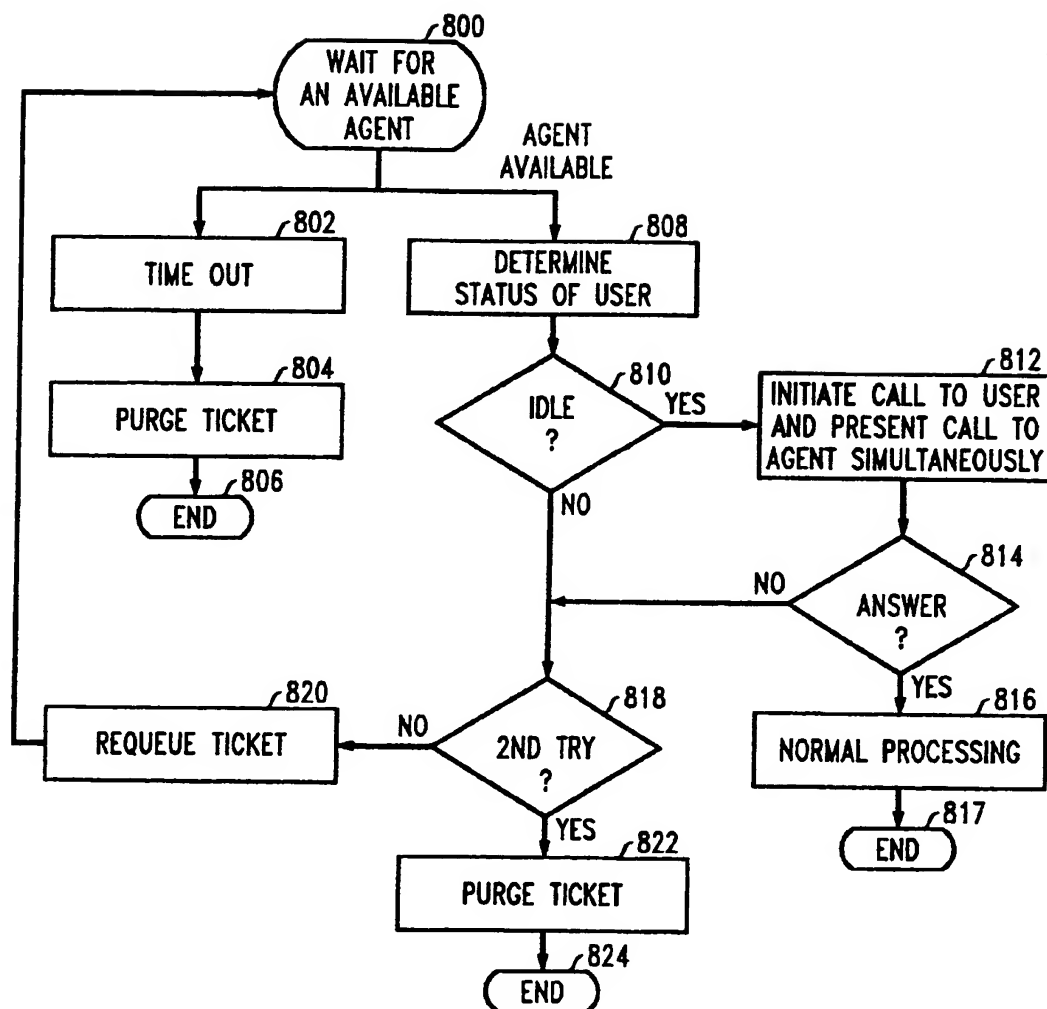 800
WAIT FOR
AN AVAILABLE
AGENT
AGENT
AVAILABLE
802
TIME OUT
808
DETERMINE
STATUS OF USER
804
PURGE TICKET
806
END
810
IDLE
?
YES
NO
812
INITIATE CALL TO USER
AND PRESENT CALL TO
AGENT SIMULTANEOUSLY
814
ANSWER
?
NO
YES
816
NORMAL PROCESSING
817
END
818
2ND TRY
?
NO
YES
820
REQUEUE TICKET
822
PURGE TICKET
824
END